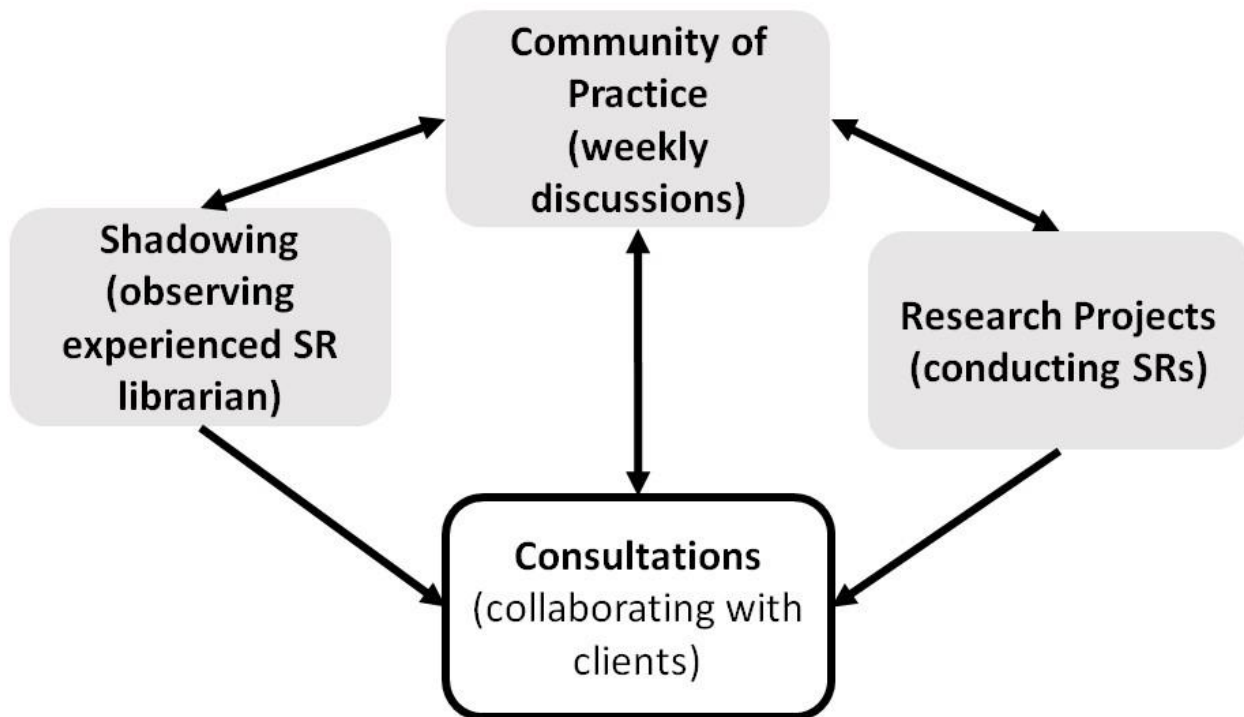 Community of
Practice
(weekly
discussions)
Shadowing
(observing
experienced SR
librarian)
Research Projects
(conducting SRs)
Consultations
(collaborating with
clients)